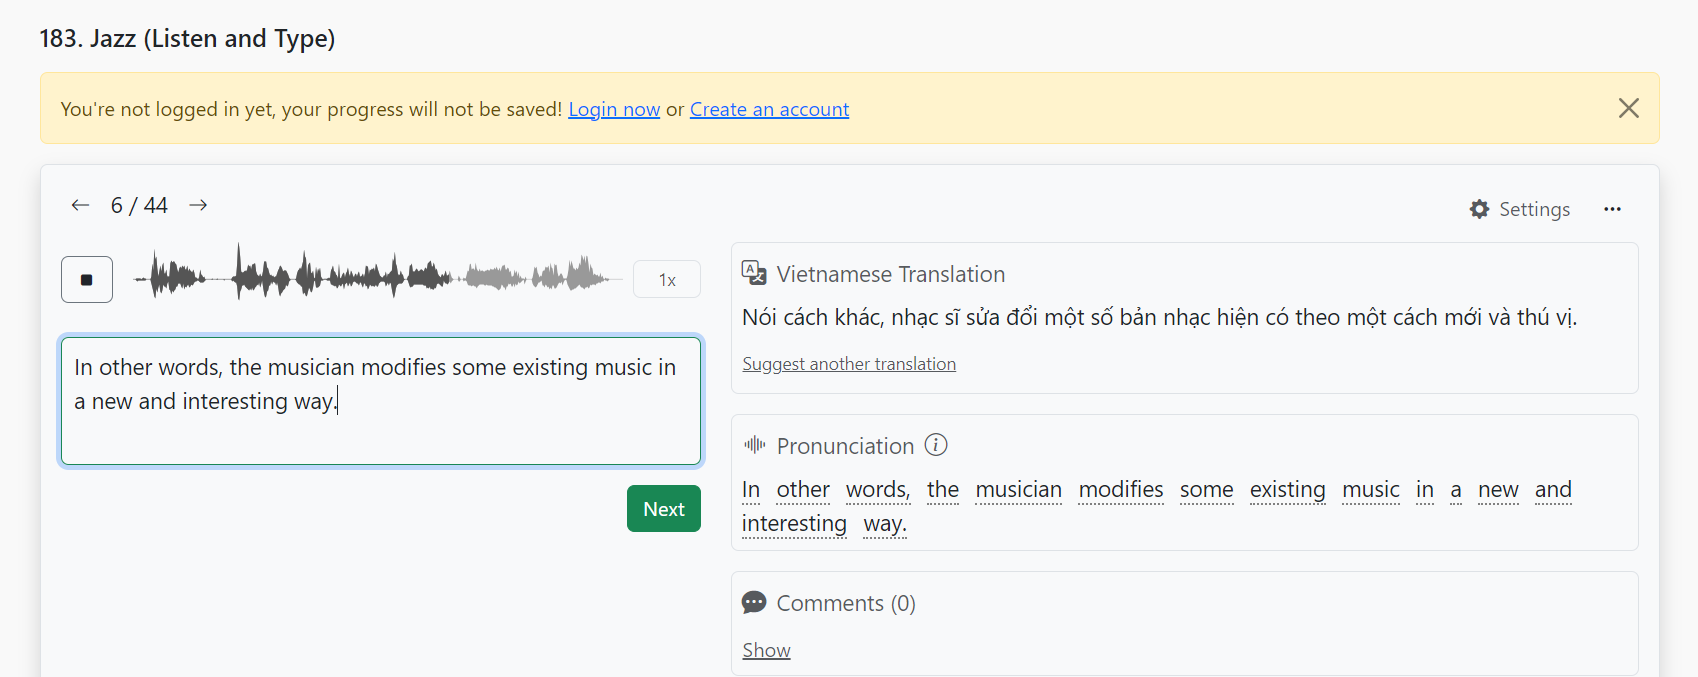 183. Jazz (Listen and Type)
You're not logged in yet, your progress will not be saved! Login now or Create an account
6 / 44
Settings
1x
In other words, the musician modifies some existing music in
a new and interesting way.
Next
Vietnamese Translation
Nói cách khác, nhạc sĩ sửa đổi một số bản nhạc hiện có theo một cách mới và thú vị.
Suggest another translation
Pronunciation
In other words, the musician modifies some existing music in a new and
interesting way.
Comments (0)
Show